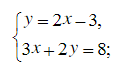 y = 2x – 3,
3x + 2y = 8;